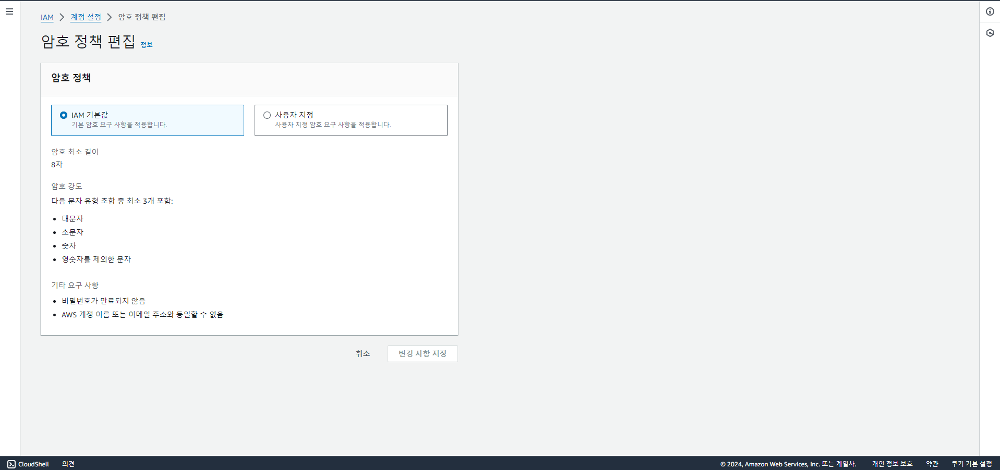 IAM > 계정 설정 > 암호 정책 편집
암호 정책 편집 정보
암호 정책
IAM 기본값
기본 암호 요구 사항을 적용합니다.
사용자 지정
사용자 지정 암호 요구 사항을 적용합니다.
암호 최소 길이
8자
암호 강도
다음 문자 유형 조합 중 최소 3개 포함:
• 대문자
• 소문자
• 숫자
• 영숫자를 제외한 문자
기타 요구 사항
• 비밀번호가 만료되지 않음
• AWS 계정 이름 또는 이메일 주소와 동일할 수 없음
취소 변경 사항 저장
CloudShell 의견 © 2024, Amazon Web Services, Inc. 또는 계열사. 개인 정보 보호 약관 쿠키 기본 설정